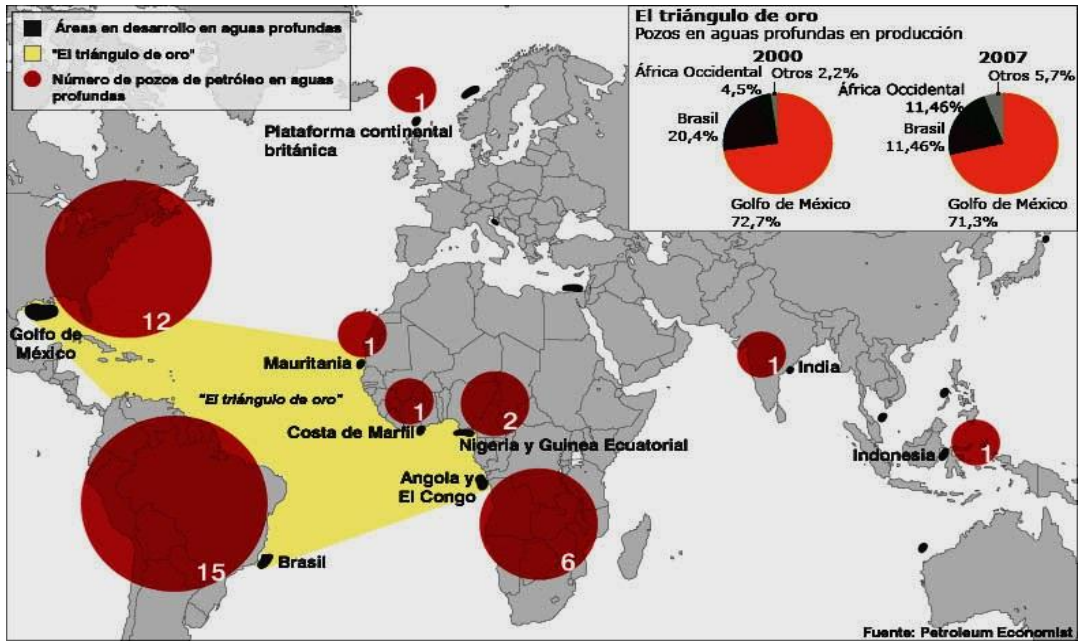 Áreas en desarrollo en aguas profundas
"El triángulo de oro"
Número de pozos de petróleo en aguas
profundas
El triángulo de oro
Pozos en aguas profundas en producción
2000
África Occidental
4,5%
Otros 2,2%
Brasil
20,4%
Golfo de México
72,7%
2007
Otros 5,7%
África Occidental
11,46%
Brasil
11,46%
Golfo de México
71,3%
1
Plataforma continental
británica
12
Golfo de
México
1
Mauritania
"El triángulo de oro"
1
Costa de Marfil
2
Nigeria y Guinea Ecuatorial
1
India
Indonesia
1
Angola y
El Congo
6
15
Brasil
Fuente: Petroleum Economist